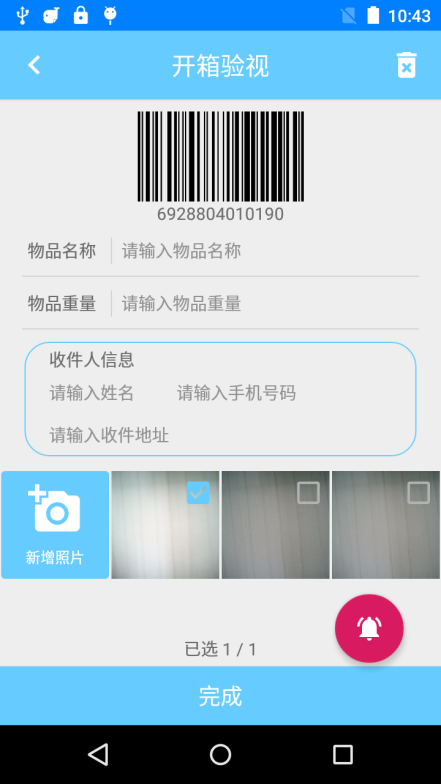 10:43
开箱验视
6928804010190
物品名称 请输入物品名称
物品重量 请输入物品重量
收件人信息
请输入姓名 请输入手机号码
请输入收件地址
新增照片
已选 1 / 1
完成